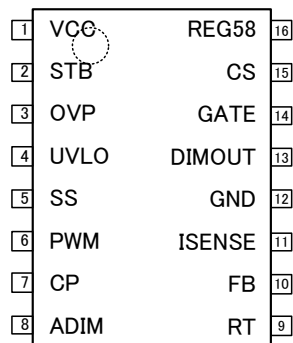 1 VCC REG58 16
2 STB CS 15
3 OVP GATE 14
4 UVLO DIMOUT 13
5 SS GND 12
6 PWM ISENSE 11
7 CP FB 10
8 ADIM RT 9